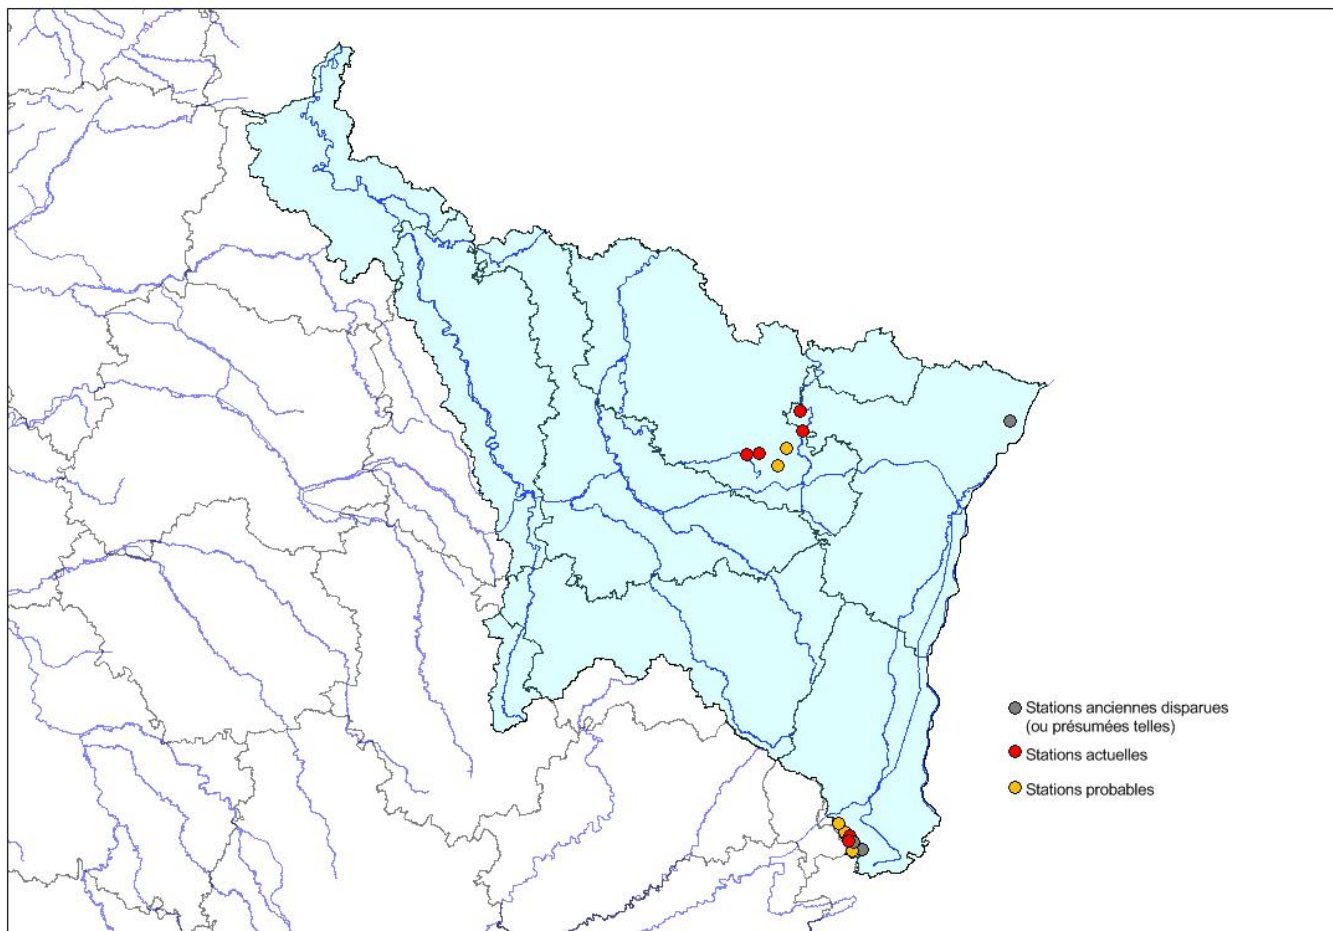 Stations anciennes disparues
(ou présumées telles)
Stations actuelles
Stations probables